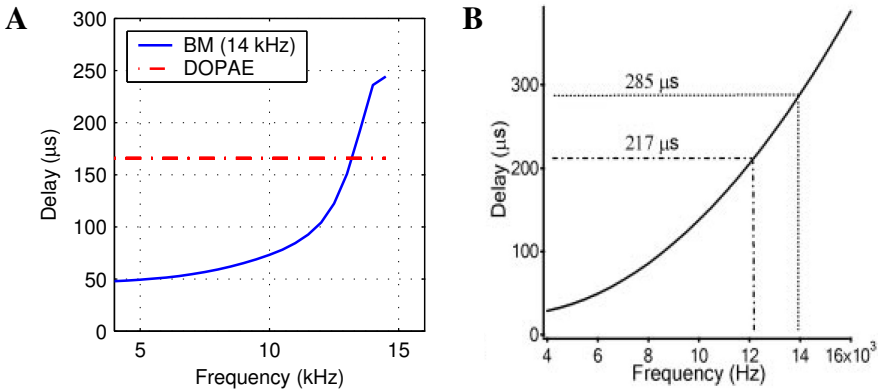 A
300
250
200
150
100
50
0
Delay (μs)
BM (14 kHz)
DOPAE
5
10
15
Frequency (kHz)
B
300
200
100
0
Delay (μs)
285 μs
217 μs
4
6
8
10
12
14
16x10³
Frequency (Hz)